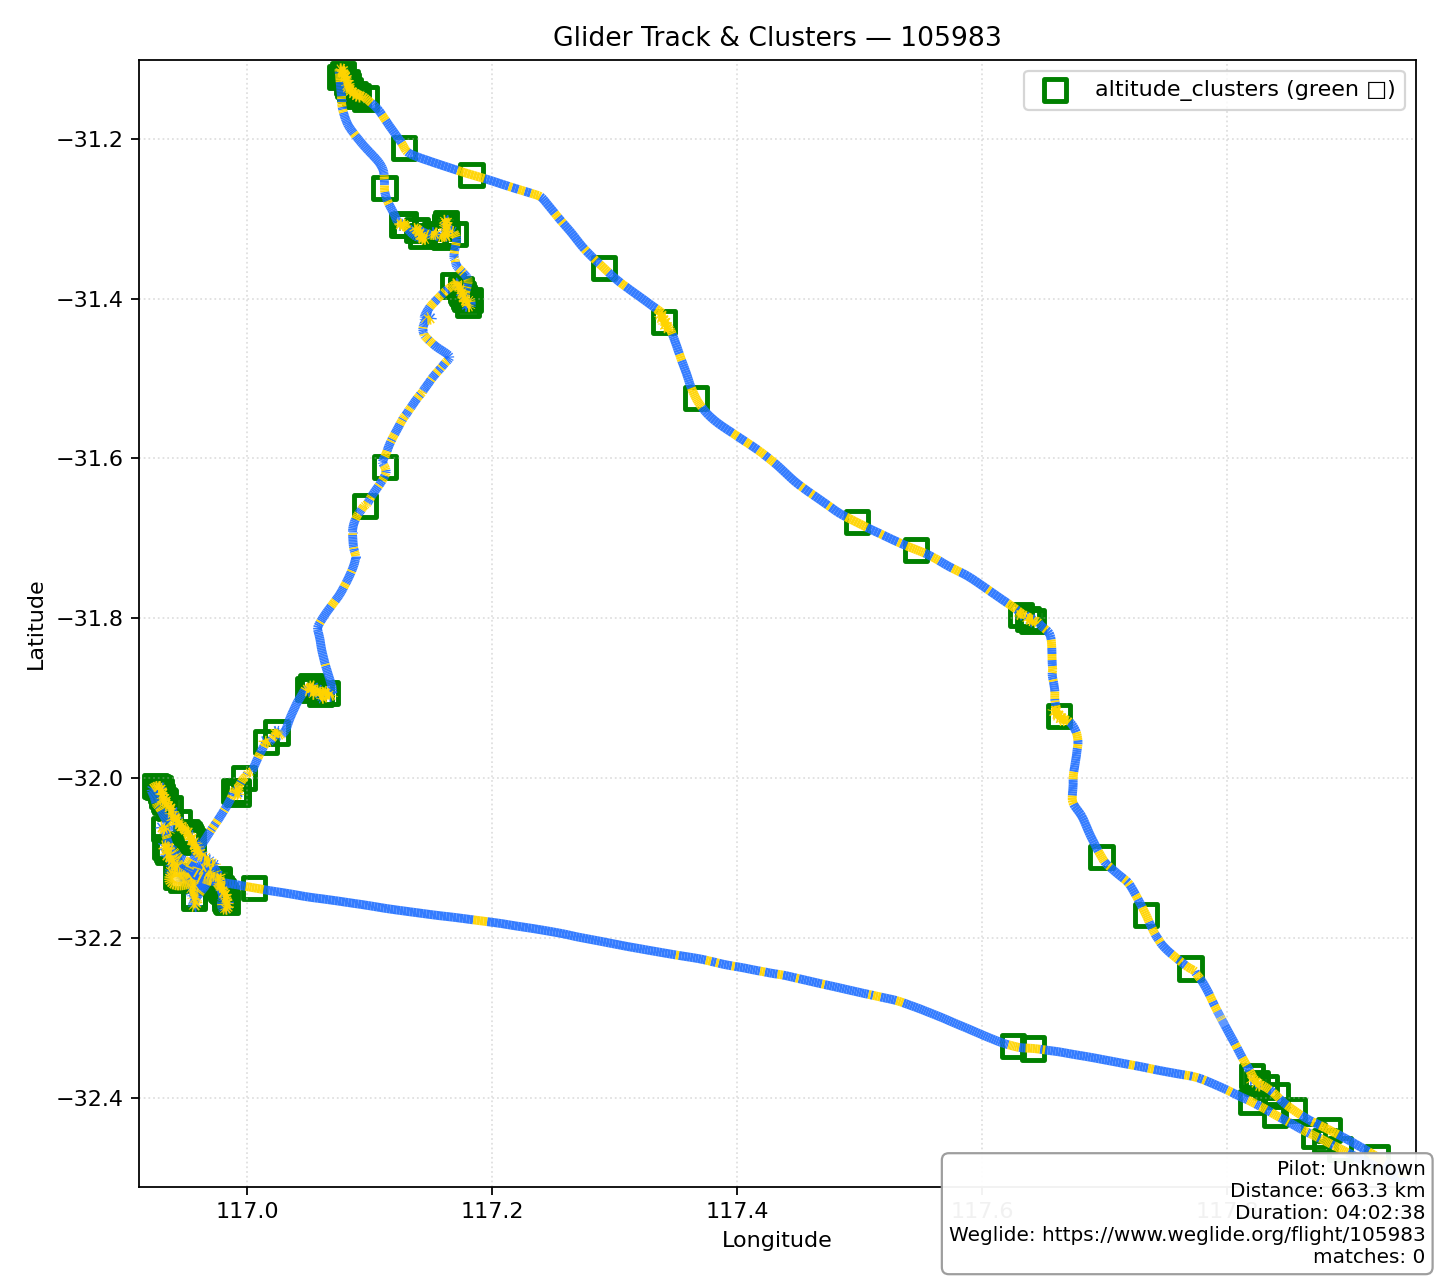 Glider Track & Clusters — 105983
altitude_clusters (green □)
−31.2
−31.4
−31.6
−31.8
−32.0
−32.2
−32.4
Latitude
117.0
117.2
117.4
117.6
Longitude
Pilot: Unknown
Distance: 663.3 km
Duration: 04:02:38
Weglide: https://www.weglide.org/flight/105983
matches: 0